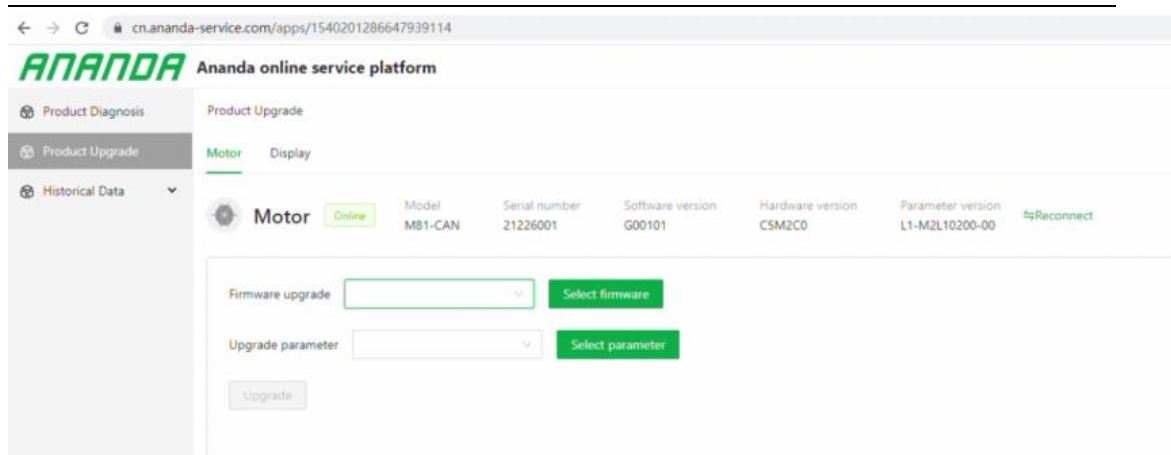 cn.ananda-service.com/apps/1540201286647939114
ANANDA Ananda online service platform
Product Diagnosis
Product Upgrade
Historical Data
Product Upgrade
Motor Display
Motor Online
Model
M81-CAN
Serial number
21226001
Software version
G00101
Hardware version
C5M2C0
Parameter version
L1-M2L10200-00
Reconnect
Firmware upgrade Select firmware
Upgrade parameter Select parameter
Upgrade